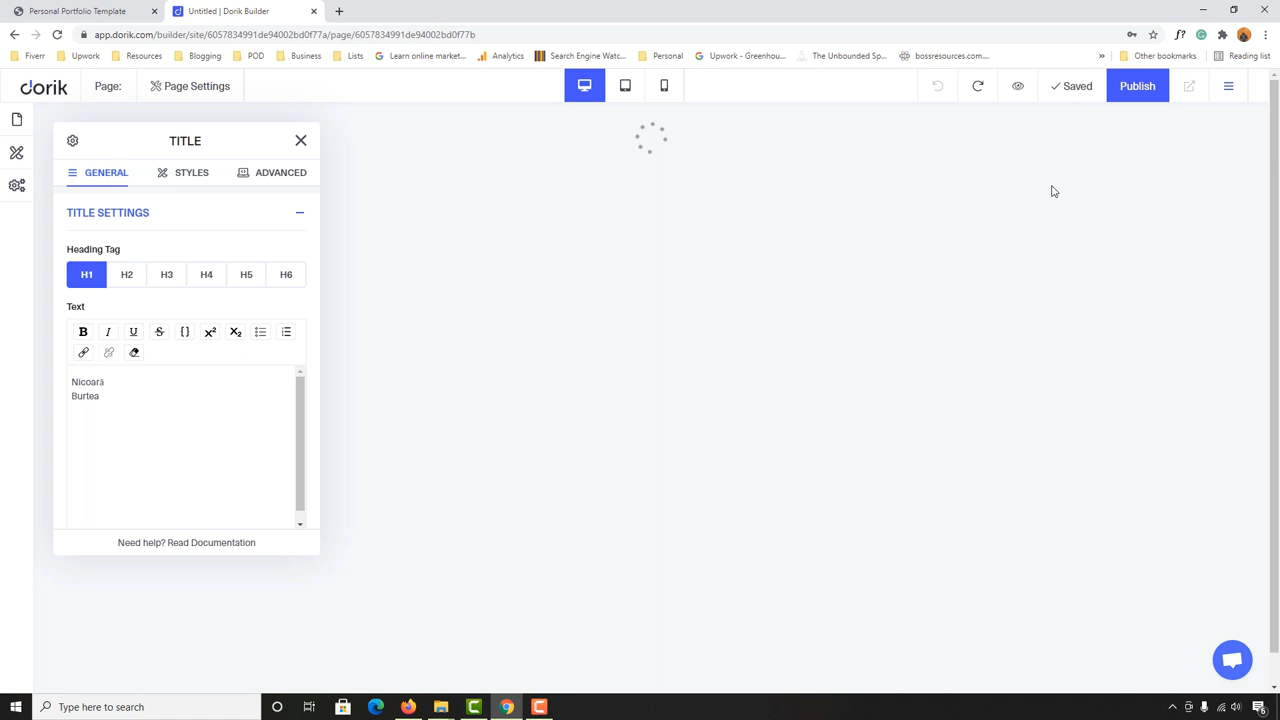 Personal Portfolio Template
Untitled | Dorik Builder
app.dorik.com/builder/site/6057834991de94002bd0f77a/page/6057834991de94002bd0f77b
Fiverr
Upwork
Resources
Blogging
POD
Business
Lists
Learn online market...
Analytics
Search Engine Watc...
Personal
Upwork - Greenhou...
The Unbounded Sp...
bossresources.com...
Other bookmarks
Reading list
dorik
Page:
Page Settings
Saved
Publish
TITLE
GENERAL
STYLES
ADVANCED
TITLE SETTINGS
Heading Tag
H1 H2 H3 H4 H5 H6
Text
B I U S { } X² X₂
Nicoară
Burtea
Need help? Read Documentation
Type here to search